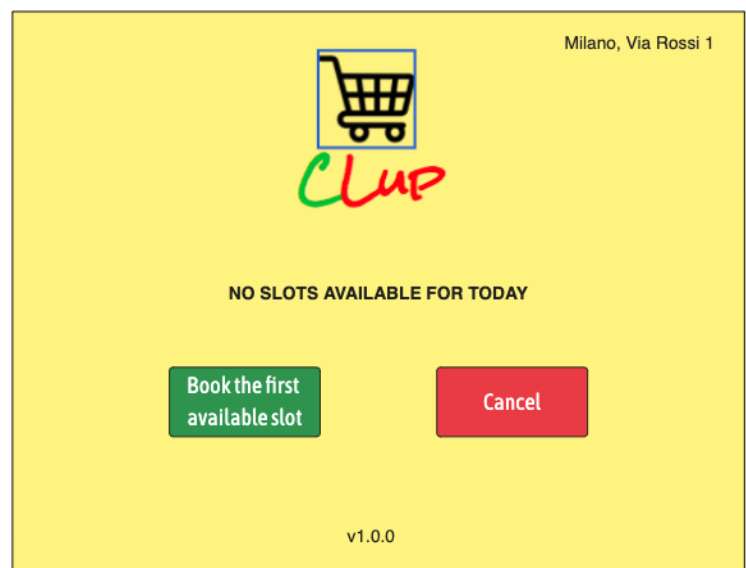 Milano, Via Rossi 1
CLup
NO SLOTS AVAILABLE FOR TODAY
Book the first
available slot
Cancel
v1.0.0